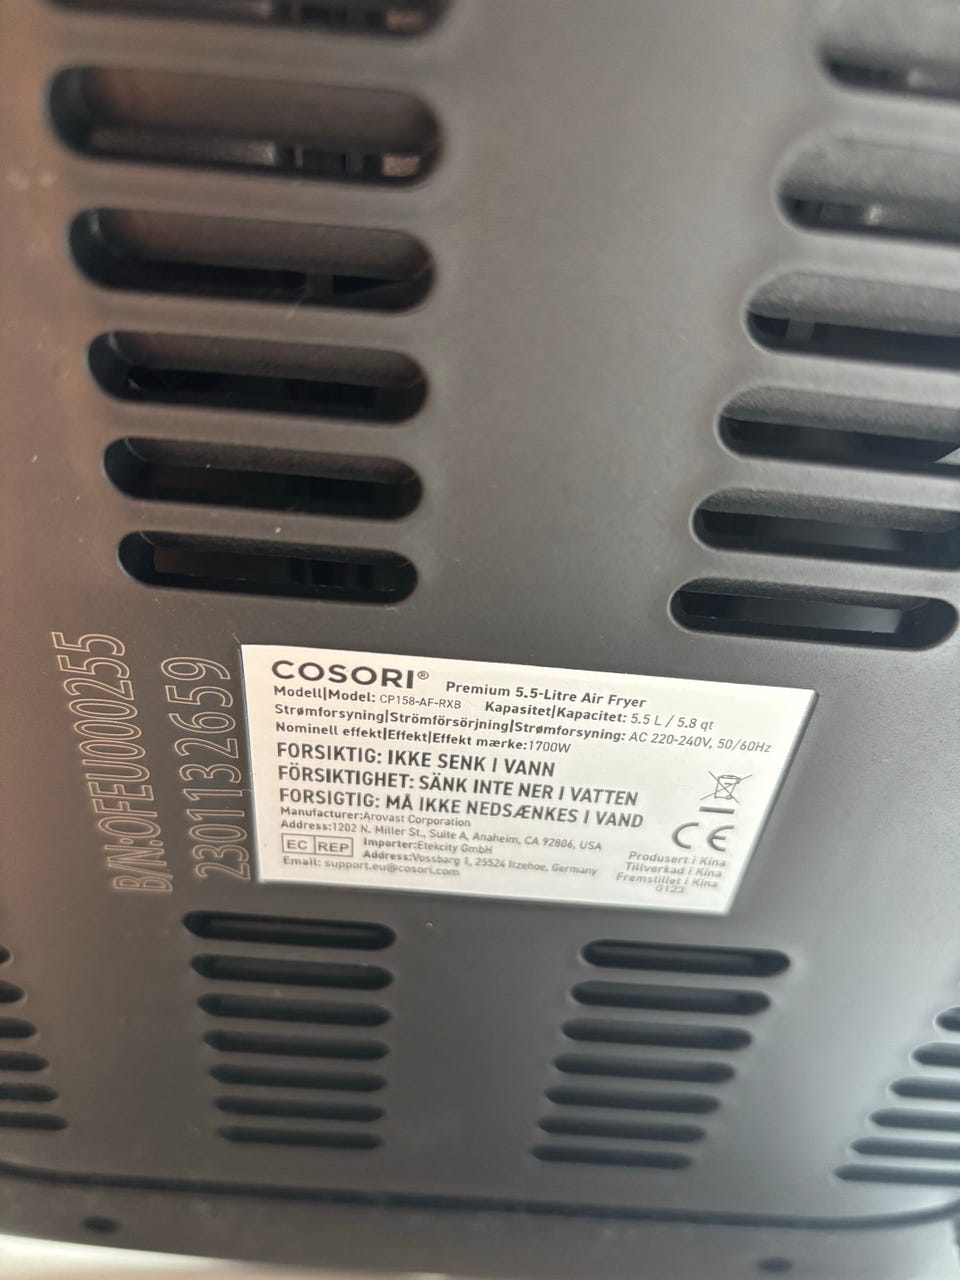 B/N:OFEU000255
2301132659
COSORI® Premium 5.5-Litre Air Fryer
Modell|Model: CP158-AF-RXB Kapasitet|Kapacitet: 5.5 L / 5.8 qt
Strømforsyning|Strömförsörjning|Strømforsyning: AC 220-240V, 50/60Hz
Nominell effekt|Effekt|Effekt mærke:1700W
FORSIKTIG: IKKE SENK I VANN
FÖRSIKTIGHET: SÄNK INTE NER I VATTEN
FORSIGTIG: MÅ IKKE NEDSÆNKES I VAND
Manufacturer:Arovast Corporation
Address:1202 N. Miller St., Suite A, Anaheim, CA 92806, USA
EC REP Importer:Etekcity GmbH
Address:Vossbarg 1, 25524 Itzehoe, Germany
Email: support.eu@cosori.com
CE
Produsert i Kina
Tillverkad i Kina
Fremstillet i Kina
0123